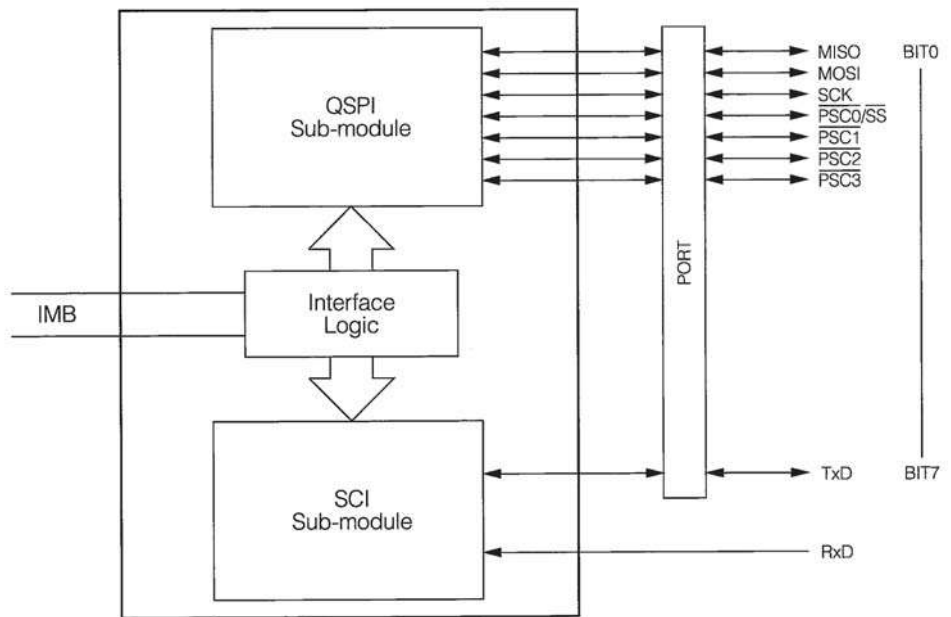 MISO BIT0
MOSI
QSPI
Sub-module
SCK
PSC0/SS
PSC1
PSC2
PSC3
PORT
Interface
Logic
IMB
SCI
Sub-module
TxD BIT7
RxD